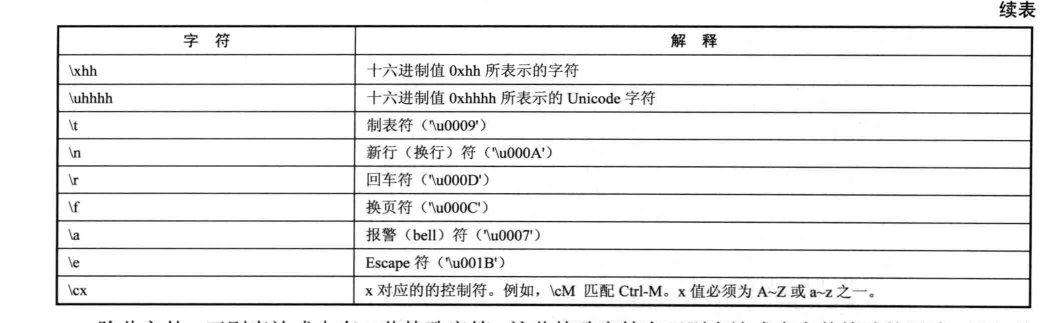 续表
字 符 解 释
\xhh 十六进制值 0xhh 所表示的字符
\uhhhh 十六进制值 0xhhhh 所表示的 Unicode 字符
\t 制表符（'\u0009'）
\n 新行（换行）符（'\u000A'）
\r 回车符（'\u000D'）
\f 换页符（'\u000C'）
\a 报警（bell）符（'\u0007'）
\e Escape 符（'\u001B'）
\cx x 对应的的控制符。例如，\cM 匹配 Ctrl-M。x 值必须为 A~Z 或 a~z 之一。